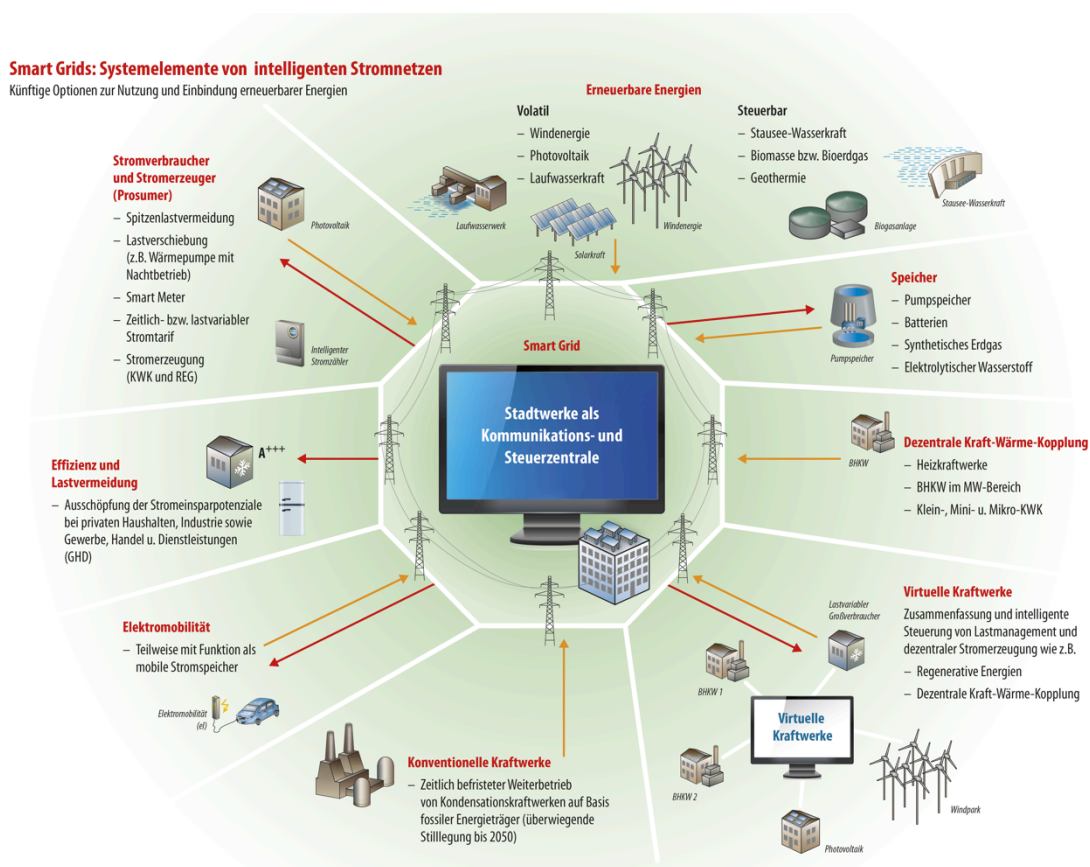 Smart Grids: Systemelemente von intelligenten Stromnetzen
Künftige Optionen zur Nutzung und Einbindung erneuerbarer Energien
Erneuerbare Energien
Volatil
– Windenergie
– Photovoltaik
– Laufwasserkraft
Steuerbar
– Stausee-Wasserkraft
– Biomasse bzw. Bioerdgas
– Geothermie
Laufwasserwerk
Solarkraft
Windenergie
Biogasanlage
Stausee-Wasserkraft
Stromverbraucher
und Stromerzeuger
(Prosumer)
– Spitzenlastvermeidung
– Lastverschiebung
(z.B. Wärmepumpe mit
Nachtbetrieb)
– Smart Meter
– Zeitlich- bzw. lastvariabler
Stromtarif
– Stromerzeugung
(KWK und REG)
Photovoltaik
Intelligenter
Stromzähler
Speicher
– Pumpspeicher
– Batterien
– Synthetisches Erdgas
– Elektrolytischer Wasserstoff
Pumpspeicher
Smart Grid
Stadtwerke als
Kommunikations- und
Steuerzentrale
Effizienz und
Lastvermeidung
– Ausschöpfung der Stromeinsparpotenziale
bei privaten Haushalten, Industrie sowie
Gewerbe, Handel u. Dienstleistungen
(GHD)
A+++
Dezentrale Kraft-Wärme-Kopplung
– Heizkraftwerke
– BHKW im MW-Bereich
– Klein-, Mini- u. Mikro-KWK
BHKW
Elektromobilität
– Teilweise mit Funktion als
mobile Stromspeicher
Elektromobilität
(el)
Konventionelle Kraftwerke
– Zeitlich befristeter Weiterbetrieb
von Kondensationskraftwerken auf Basis
fossiler Energieträger (überwiegende
Stilllegung bis 2050)
Virtuelle Kraftwerke
Zusammenfassung und intelligente
Steuerung von Lastmanagement und
dezentraler Stromerzeugung wie z.B.
– Regenerative Energien
– Dezentrale Kraft-Wärme-Kopplung
Lastvariabler
Großverbraucher
BHKW 1
Virtuelle
Kraftwerke
BHKW 2
Windpark
Photovoltaik